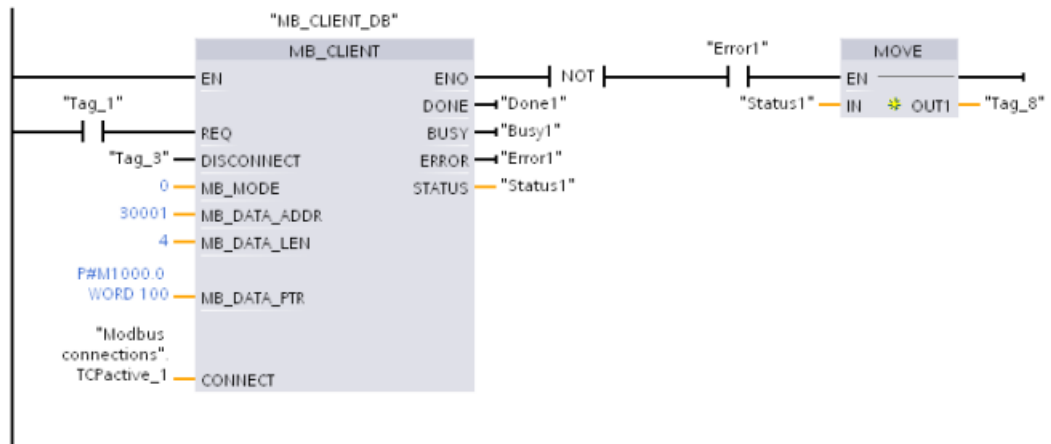 "MB_CLIENT_DB"
MB_CLIENT
"Error1"
MOVE
EN
ENO
NOT
EN
"Tag_1"
DONE
"Done1"
"Status1"
IN
OUT1
"Tag_8"
REQ
BUSY
"Busy1"
"Tag_3"
DISCONNECT
ERROR
"Error1"
0
MB_MODE
STATUS
"Status1"
30001
MB_DATA_ADDR
4
MB_DATA_LEN
P#M1000.0
WORD 100
MB_DATA_PTR
"Modbus
connections".
TCPactive_1
CONNECT